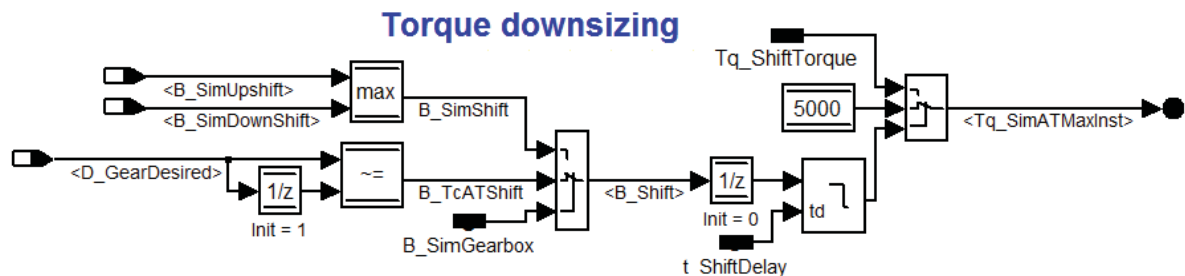 Torque downsizing
Tq_ShiftTorque
<B_SimUpshift>
max
B_SimShift
5000
<B_SimDownShift>
<Tq_SimATMaxInst>
<D_GearDesired>
~=
1/z
B_TcATShift
<B_Shift>
1/z
Init = 1
Init = 0
td
B_SimGearbox
t_ShiftDelay